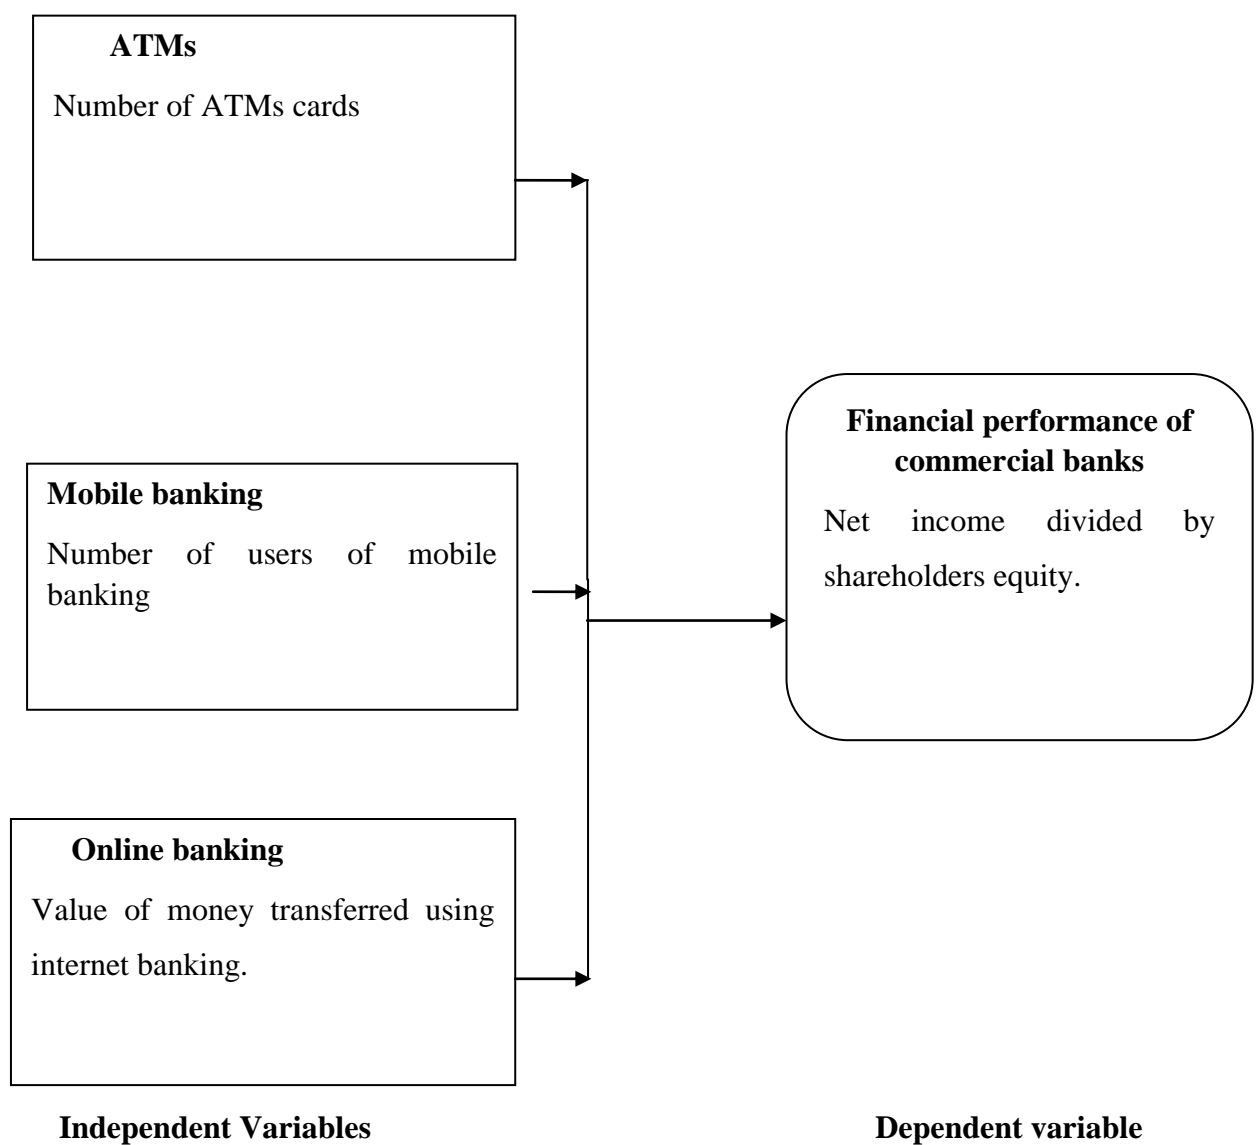 ATMs
Number of ATMs cards
Mobile banking
Number of users of mobile
banking
Online banking
Value of money transferred using
internet banking.
Financial performance of
commercial banks
Net income divided by
shareholders equity.
Independent Variables
Dependent variable